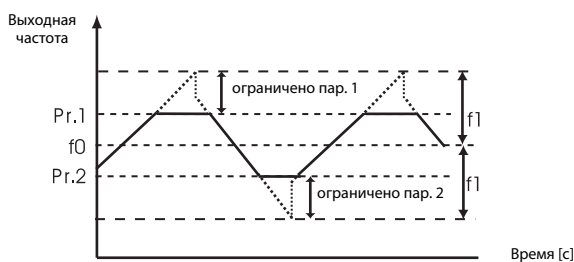 Выходная
частота
ограничено пар. 1
Pr.1
f1
f0
Pr.2
f1
ограничено пар. 2
Время [с]